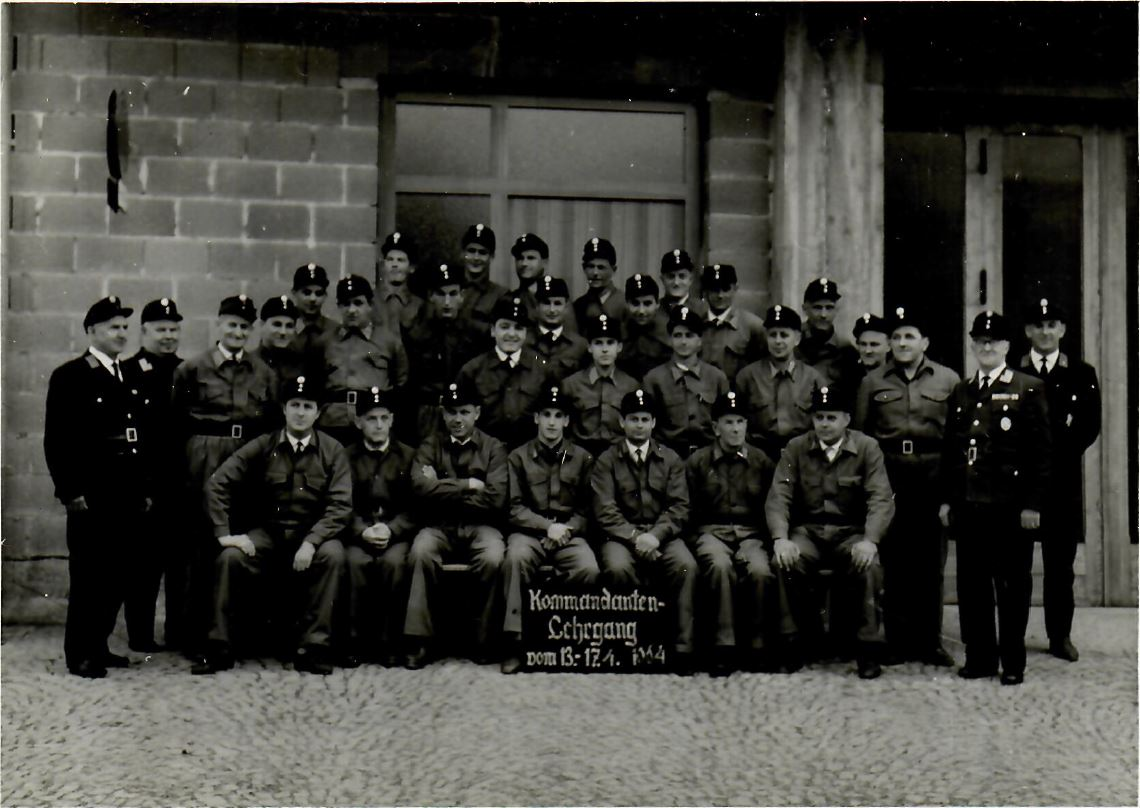 Kommandanten-
Lehrgang
vom 13.-17.4. 1964